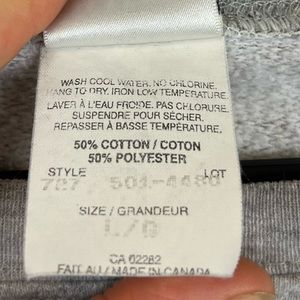 WASH COOL WATER. NO CHLORINE.
HANG TO DRY. IRON LOW TEMPERATURE.
LAVER À L'EAU FROIDE. PAS CHLORURE.
SUSPENDRE POUR SÉCHER.
REPASSER À BASSE TEMPÉRATURE.
50% COTTON / COTON
50% POLYESTER
STYLE LOT
SIZE / GRANDEUR
L/G
CA 02282
FAIT AU / MADE IN CANADA